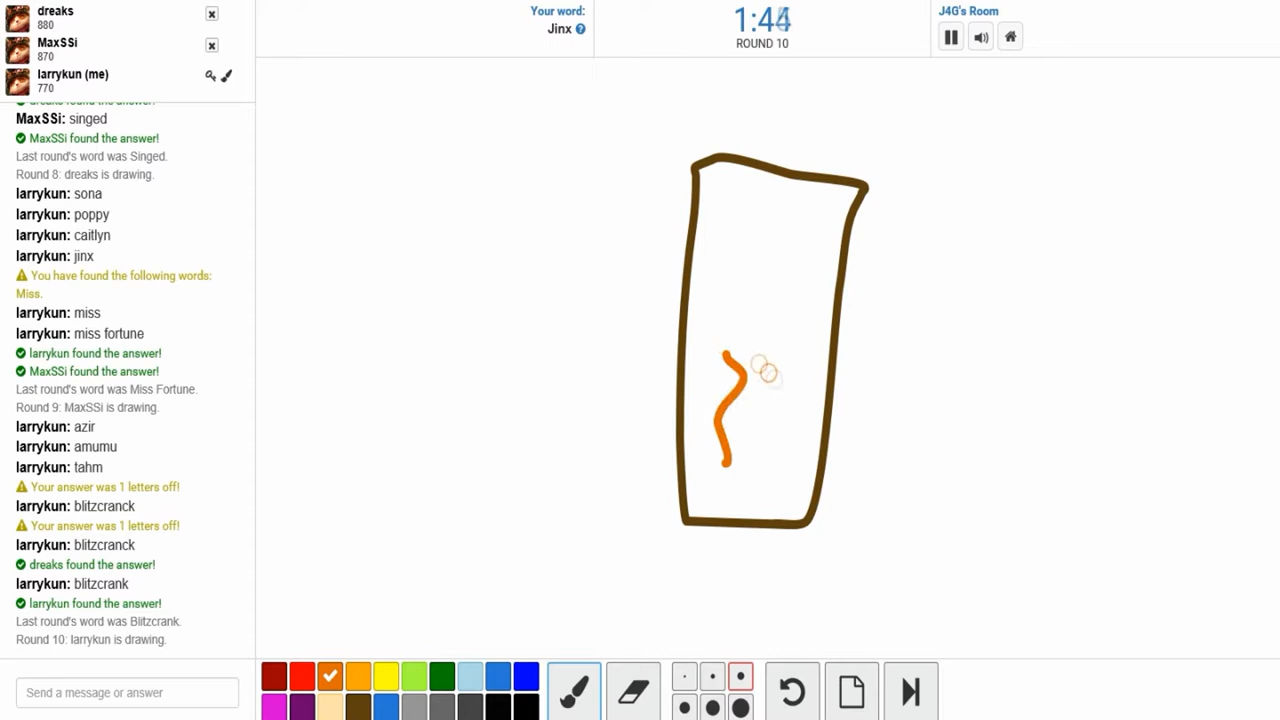 dreaks
880
MaxSSi
870
larrykun (me)
770
Your word:
Jinx
1:44
ROUND 10
J4G's Room
dreaks found the answer!
MaxSSi: singed
MaxSSi found the answer!
Last round's word was Singed.
Round 8: dreaks is drawing.
larrykun: sona
larrykun: poppy
larrykun: caitlyn
larrykun: jinx
You have found the following words:
Miss.
larrykun: miss
larrykun: miss fortune
larrykun found the answer!
MaxSSi found the answer!
Last round's word was Miss Fortune.
Round 9: MaxSSi is drawing.
larrykun: azir
larrykun: amumu
larrykun: tahm
Your answer was 1 letters off!
larrykun: blitzcranck
Your answer was 1 letters off!
larrykun: blitzcranck
dreaks found the answer!
larrykun: blitzcrank
larrykun found the answer!
Last round's word was Blitzcrank.
Round 10: larrykun is drawing.
Send a message or answer